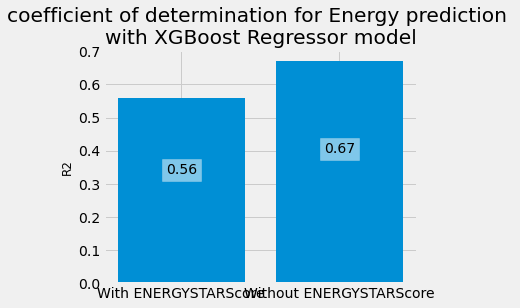 coefficient of determination for Energy prediction
with XGBoost Regressor model
0.7
0.6
0.5
0.4
0.3
0.2
0.1
0.0
R2
0.56
0.67
With ENERGYSTARScore
Without ENERGYSTARScore